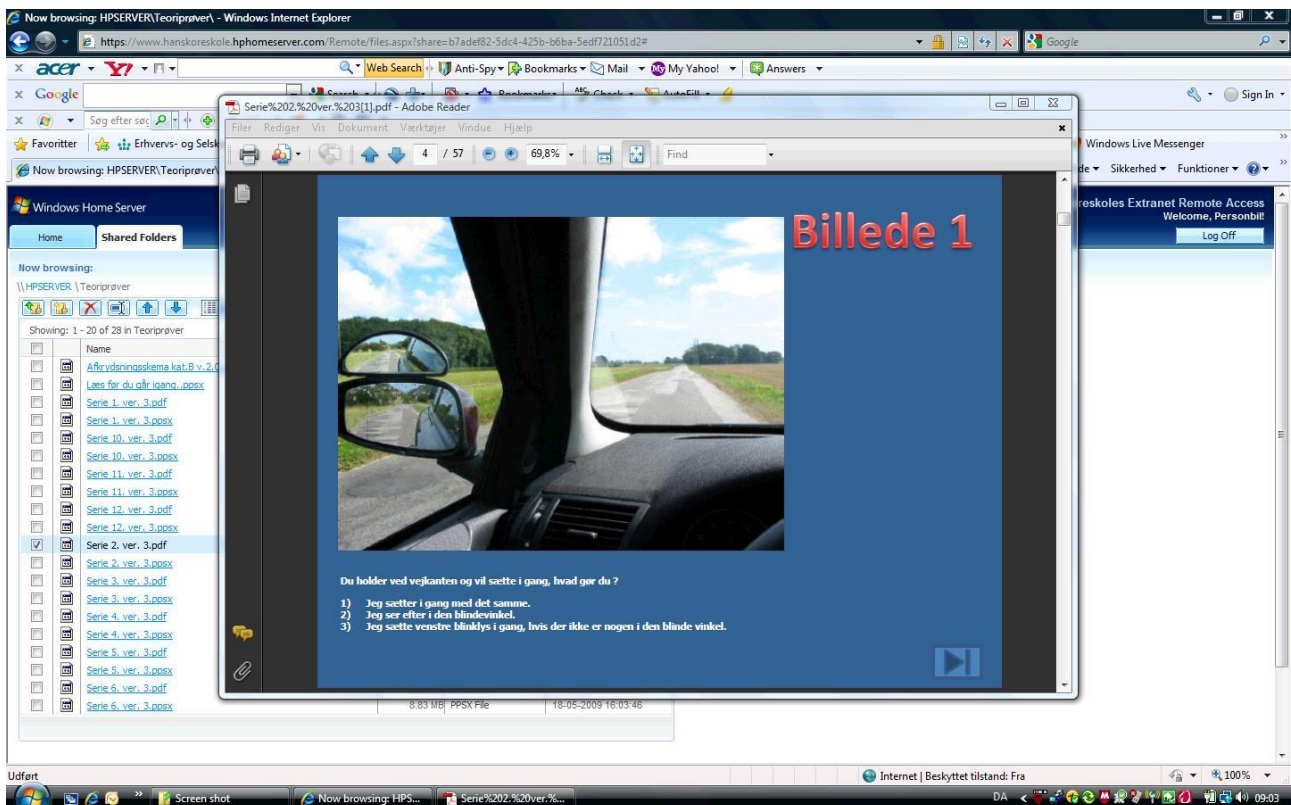 Now browsing: HPSERVER\Teoriprøver\ - Windows Internet Explorer
https://www.hanskoreskole.hphomeserver.com/Remote/files.aspx?share=b7adef82-5dc4-425b-b6ba-5edf721051d2#
Google
acer Y! Web Search Anti-Spy Bookmarks Mail My Yahoo! Answers
Google Sign In
Serie%202.%20ver.%203[1].pdf - Adobe Reader
Søg efter søg
Filer Rediger Vis Dokument Værktøjer Vindue Hjælp
Favoritter Erhvervs- og Selsk
Windows Live Messenger
4 / 57 69,8% Find
Now browsing: HPSERVER\Teoriprøver\
Sikkerhed Funktioner
Windows Home Server
reskoles Extranet Remote Access
Welcome, Personbil!
Home Shared Folders
Log Off
Billede 1
Now browsing:
\\HPSERVER \Teoriprøver
Showing: 1 - 20 of 28 in Teoriprøver
Name
Afkrydsningsskema kat.B v.2.0
Læs før du går igang..ppsx
Serie 1. ver. 3.pdf
Serie 1. ver. 3.ppsx
Serie 10. ver. 3.pdf
Serie 10. ver. 3.ppsx
Serie 11. ver. 3.pdf
Serie 11. ver. 3.ppsx
Serie 12. ver. 3.pdf
Serie 12. ver. 3.ppsx
Serie 2. ver. 3.pdf
Serie 2. ver. 3.ppsx
Serie 3. ver. 3.pdf
Serie 3. ver. 3.ppsx
Serie 4. ver. 3.pdf
Serie 4. ver. 3.ppsx
Serie 5. ver. 3.pdf
Serie 5. ver. 3.ppsx
Serie 6. ver. 3.pdf
Serie 6. ver. 3.ppsx 8.83 MB PPSX File 18-05-2009 16:03:46
Du holder ved vejkanten og vil sætte i gang, hvad gør du ?
1) Jeg sætter i gang med det samme.
2) Jeg ser efter i den blindevinkel.
3) Jeg sætte venstre blinklys i gang, hvis der ikke er nogen i den blinde vinkel.
Udført
Internet | Beskyttet tilstand: Fra
100%
Screen shot Now browsing: HPS... Serie%202.%20ver.%... DA 09:03